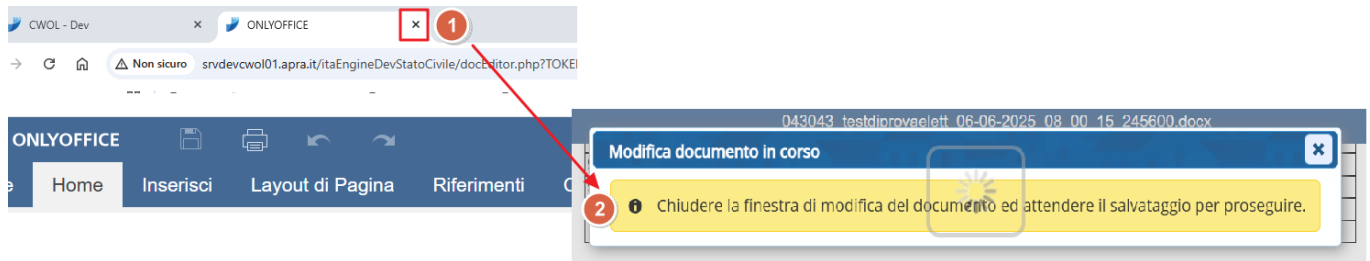 CWOL - Dev
ONLYOFFICE
1
Non sicuro srvdevcwol01.apra.it/itaEngineDevStatoCivile/docEditor.php?TOKE
ONLYOFFICE
Home Inserisci Layout di Pagina Riferimenti
043043_testdiprovaelett_06-06-2025_08_00_15_245600.docx
Modifica documento in corso
2
Chiudere la finestra di modifica del documento ed attendere il salvataggio per proseguire.